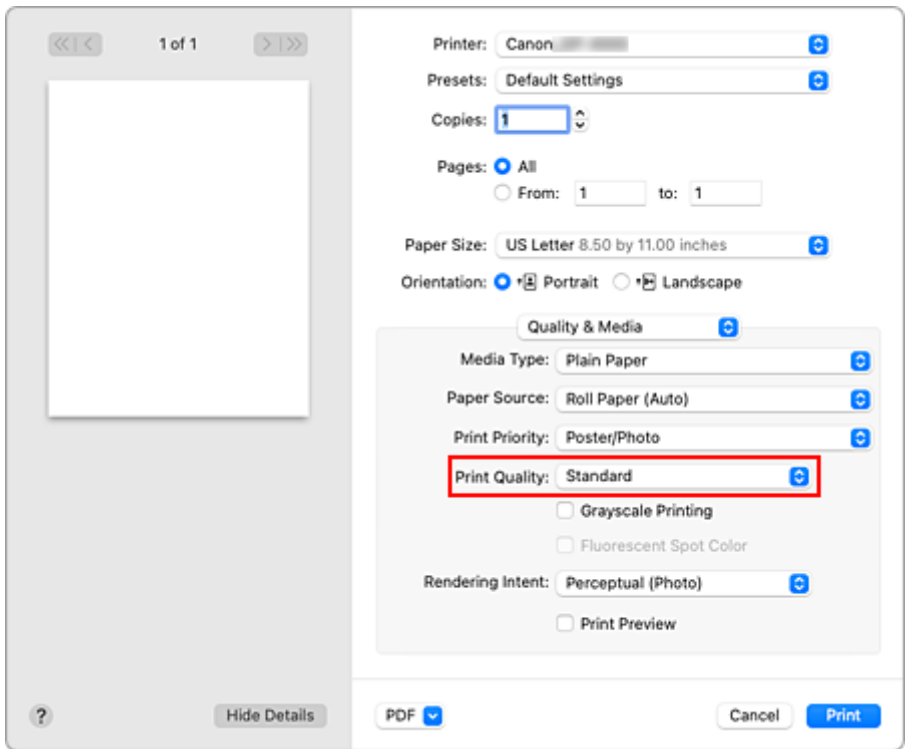 1 of 1
Printer: Canon
Presets: Default Settings
Copies: 1
Pages: All
From: 1 to: 1
Paper Size: US Letter 8.50 by 11.00 inches
Orientation: Portrait Landscape
Quality & Media
Media Type: Plain Paper
Paper Source: Roll Paper (Auto)
Print Priority: Poster/Photo
Print Quality: Standard
Grayscale Printing
Fluorescent Spot Color
Rendering Intent: Perceptual (Photo)
Print Preview
? Hide Details PDF Cancel Print